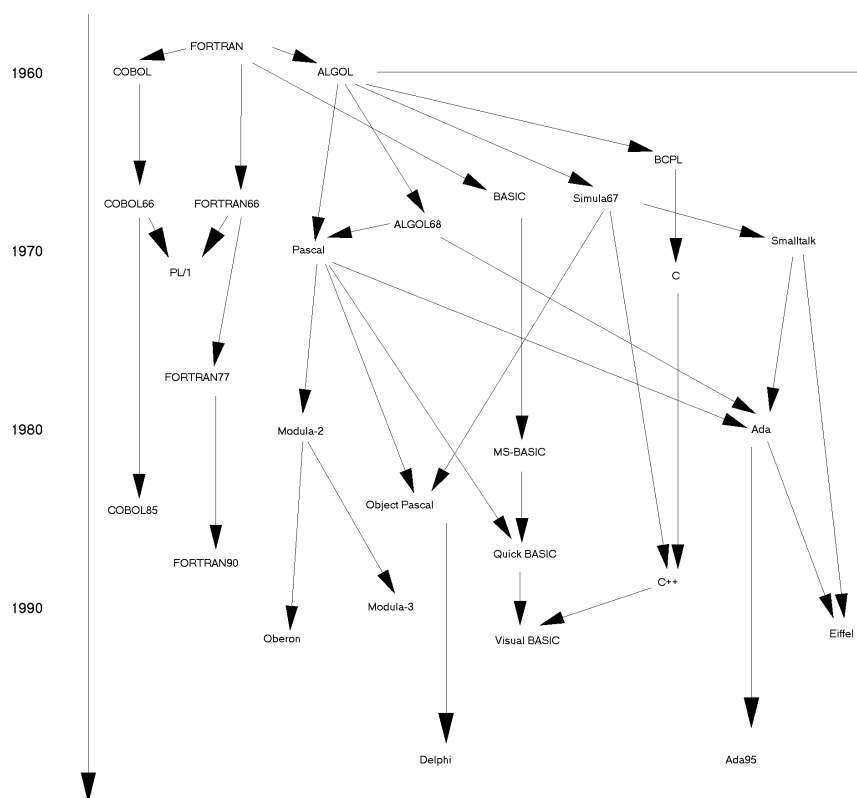 FORTRAN
1960
COBOL
ALGOL
BCPL
BASIC
Simula67
COBOL66
FORTRAN66
ALGOL68
Smalltalk
1970
Pascal
PL/1
C
FORTRAN77
1980
Modula-2
Ada
MS-BASIC
Object Pascal
COBOL85
Quick BASIC
FORTRAN90
C++
1990
Modula-3
Oberon
Visual BASIC
Eiffel
Delphi
Ada95